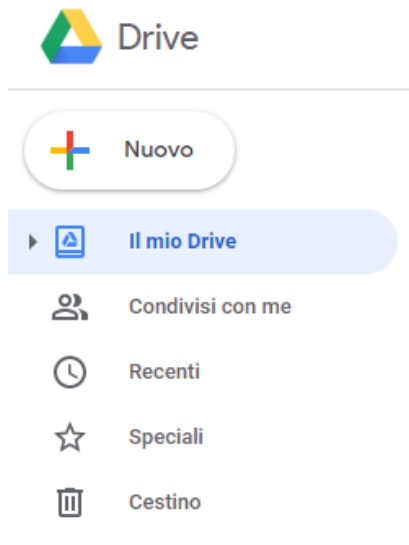 Drive
Nuovo
Il mio Drive
Condivisi con me
Recenti
Speciali
Cestino